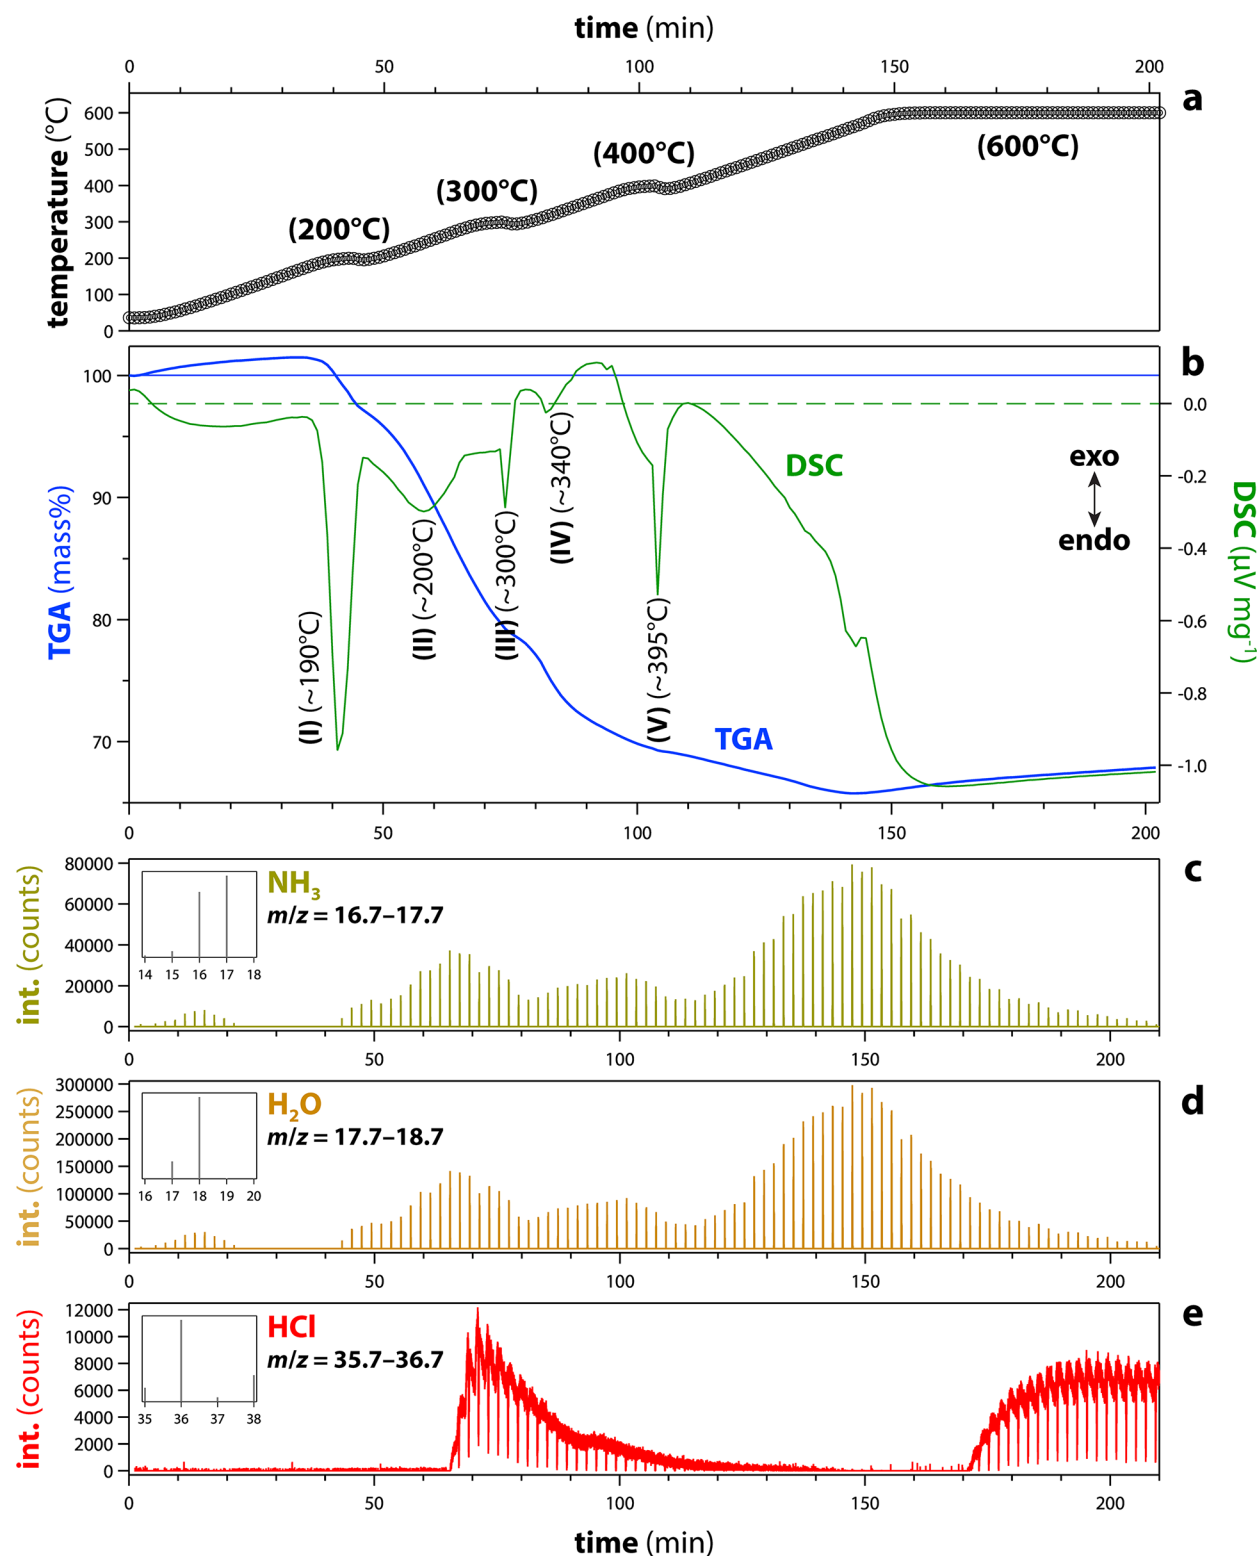 time (min)
0 50 100 150 200
a
temperature (°C)
600
500
400
300
200
100
0
(200°C)
(300°C)
(400°C)
(600°C)
b
TGA (mass%)
100
90
80
70
DSC (µV mg⁻¹)
0.0
-0.2
-0.4
-0.6
-0.8
-1.0
exo
endo
DSC
TGA
(I) (~190°C)
(II) (~200°C)
(III) (~300°C)
(IV) (~340°C)
(V) (~395°C)
0 50 100 150 200
c
int. (counts)
80000
60000
40000
20000
0
NH₃
m/z = 16.7–17.7
14 15 16 17 18
0 50 100 150 200
d
int. (counts)
300000
250000
200000
150000
100000
50000
0
H₂O
m/z = 17.7–18.7
16 17 18 19 20
0 50 100 150 200
e
int. (counts)
12000
10000
8000
6000
4000
2000
0
HCl
m/z = 35.7–36.7
35 36 37 38
0 50 100 150 200
time (min)